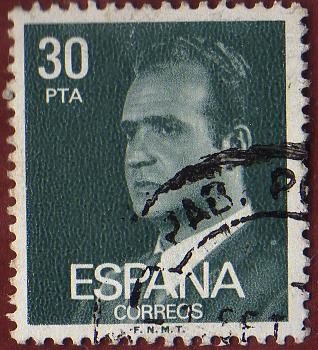 30
PTA
ESPAÑA
CORREOS
F.N.M.T.